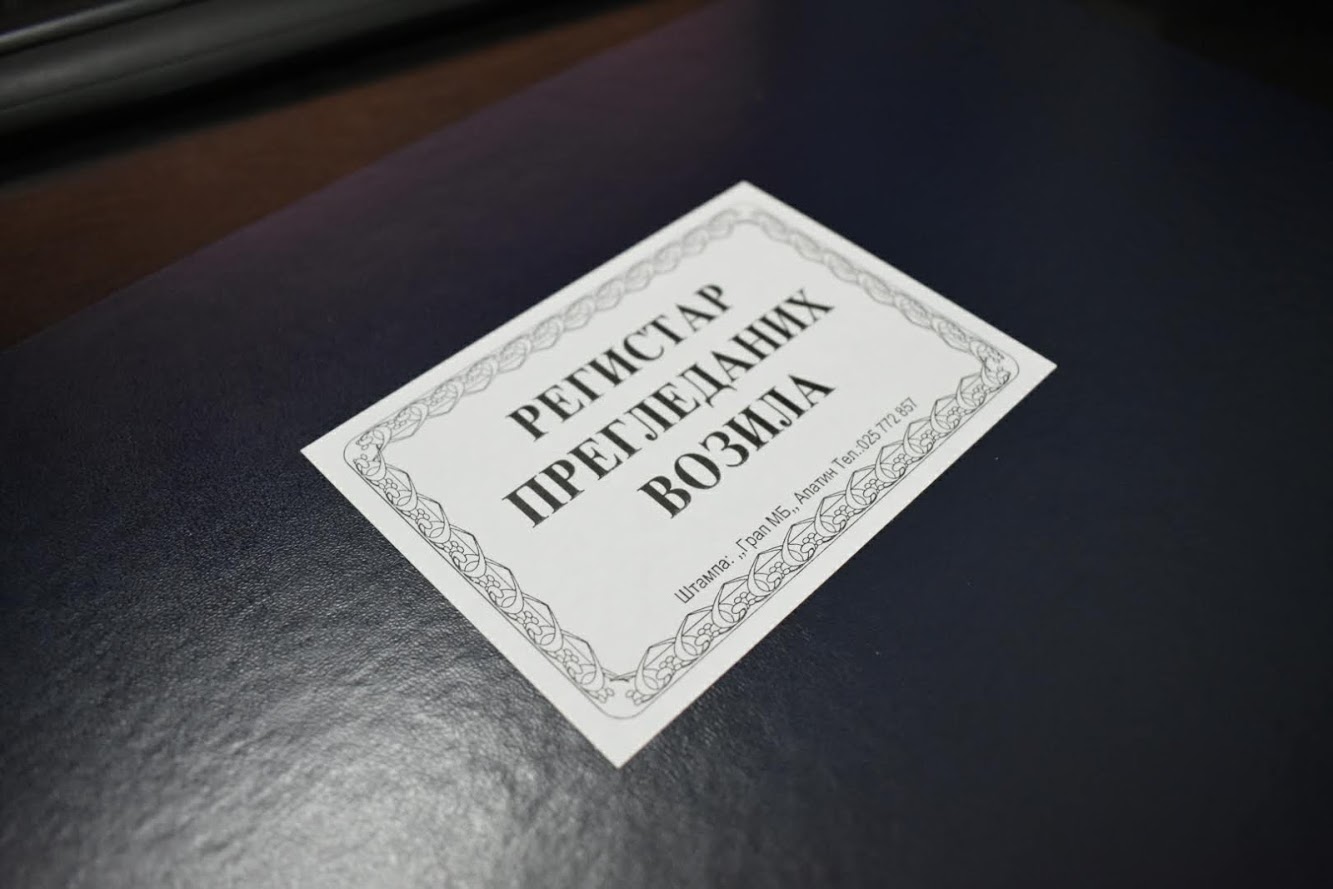 РЕГИСТАР
ПРЕГЛЕДАНИХ
ВОЗИЛА
Штампа: ,,Грап МБ,, Апатин Тел.:025 772 857